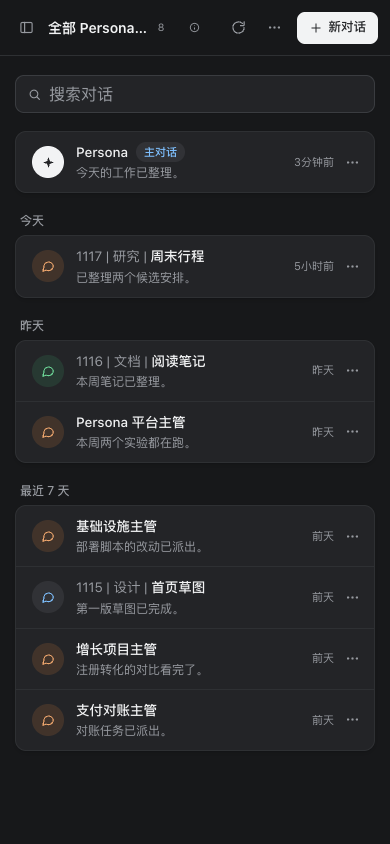 全部 Persona... 8 新对话
搜索对话
Persona 主对话 3分钟前
今天的工作已整理。
今天
1117 | 研究 | 周末行程 5小时前
已整理两个候选安排。
昨天
1116 | 文档 | 阅读笔记 昨天
本周笔记已整理。
Persona 平台主管 昨天
本周两个实验都在跑。
最近 7 天
基础设施主管 前天
部署脚本的改动已派出。
1115 | 设计 | 首页草图 前天
第一版草图已完成。
增长项目主管 前天
注册转化的对比看完了。
支付对账主管 前天
对账任务已派出。